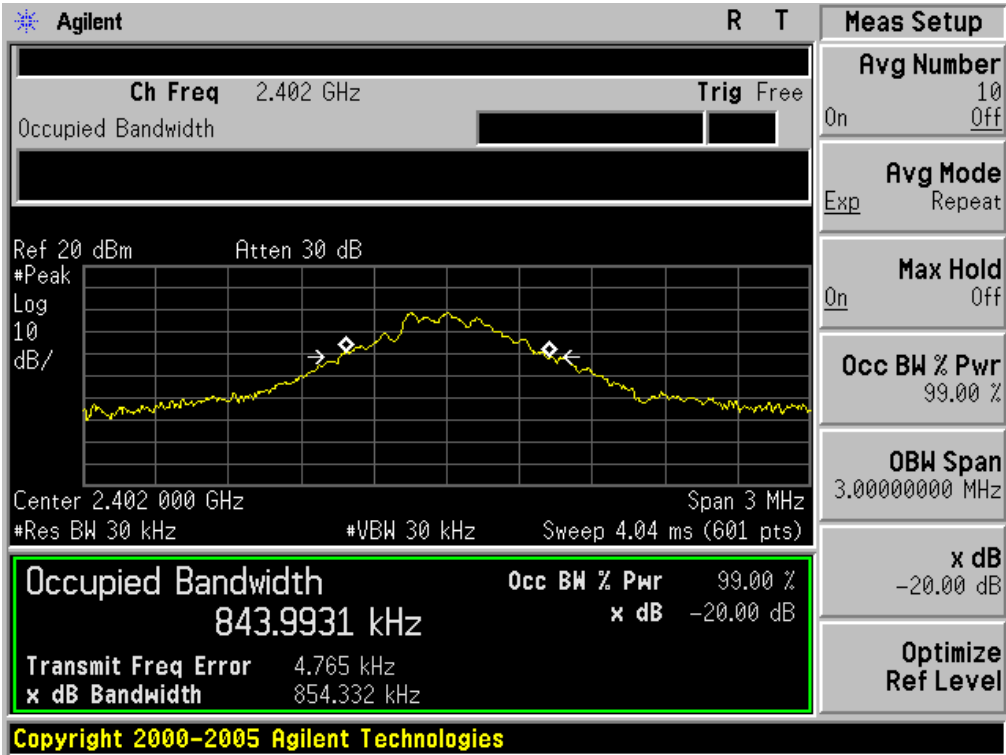 Agilent R T
Ch Freq 2.402 GHz Trig Free
Occupied Bandwidth
Ref 20 dBm Atten 30 dB
#Peak
Log
10
dB/
Center 2.402 000 GHz Span 3 MHz
#Res BW 30 kHz #VBW 30 kHz Sweep 4.04 ms (601 pts)
Occupied Bandwidth Occ BW % Pwr 99.00 %
843.9931 kHz x dB -20.00 dB
Transmit Freq Error 4.765 kHz
x dB Bandwidth 854.332 kHz
Copyright 2000-2005 Agilent Technologies
Meas Setup
Avg Number
10
On Off
Avg Mode
Exp Repeat
Max Hold
On Off
Occ BW % Pwr
99.00 %
OBW Span
3.00000000 MHz
x dB
-20.00 dB
Optimize
Ref Level